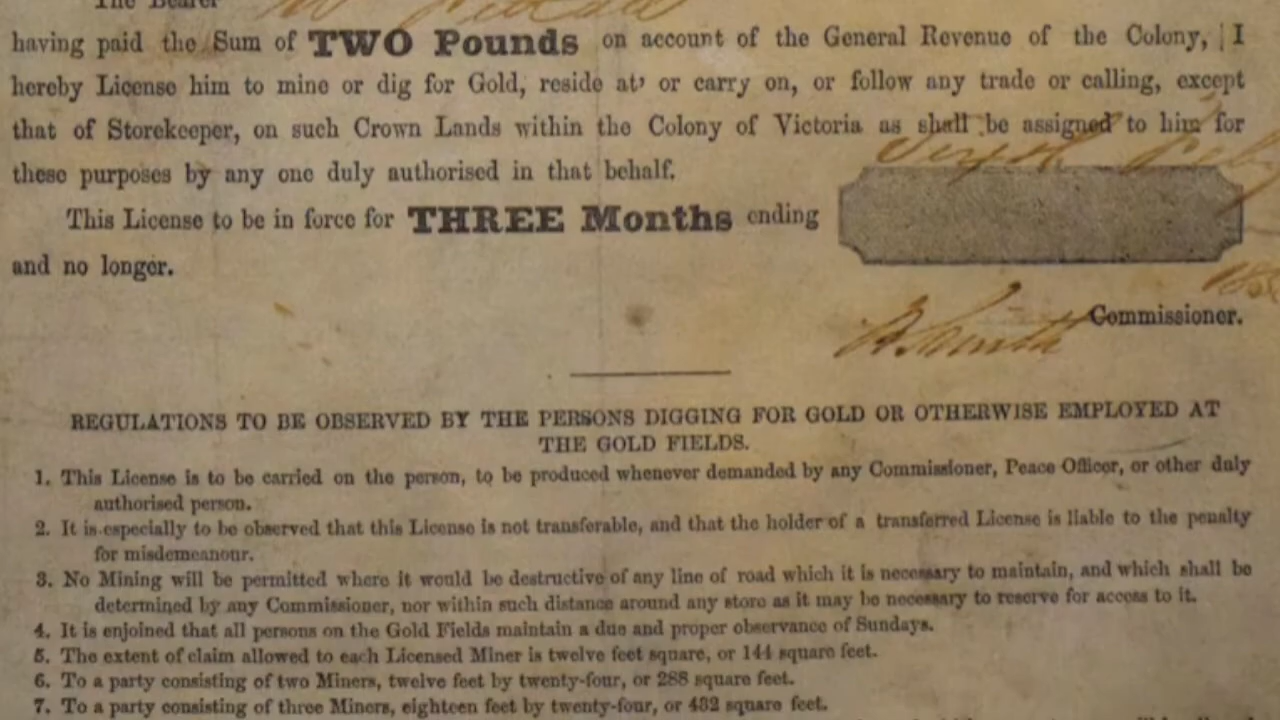 The Bearer
having paid the Sum of TWO Pounds on account of the General Revenue of the Colony, I
hereby License him to mine or dig for Gold, reside at, or carry on, or follow any trade or calling, except
that of Storekeeper, on such Crown Lands within the Colony of Victoria as shall be assigned to him for
these purposes by any one duly authorised in that behalf.
This License to be in force for THREE Months ending
and no longer.
Commissioner.
REGULATIONS TO BE OBSERVED BY THE PERSONS DIGGING FOR GOLD OR OTHERWISE EMPLOYED AT
THE GOLD FIELDS.
1. This License is to be carried on the person, to be produced whenever demanded by any Commissioner, Peace Officer, or other duly
authorised person.
2. It is especially to be observed that this License is not transferable, and that the holder of a transferred License is liable to the penalty
for misdemeanour.
3. No Mining will be permitted where it would be destructive of any line of road which it is necessary to maintain, and which shall be
determined by any Commissioner, nor within such distance around any store as it may be necessary to reserve for access to it.
4. It is enjoined that all persons on the Gold Fields maintain a due and proper observance of Sundays.
5. The extent of claim allowed to each Licensed Miner is twelve feet square, or 144 square feet.
6. To a party consisting of two Miners, twelve feet by twenty-four, or 288 square feet.
7. To a party consisting of three Miners, eighteen feet by twenty-four, or 432 square feet.